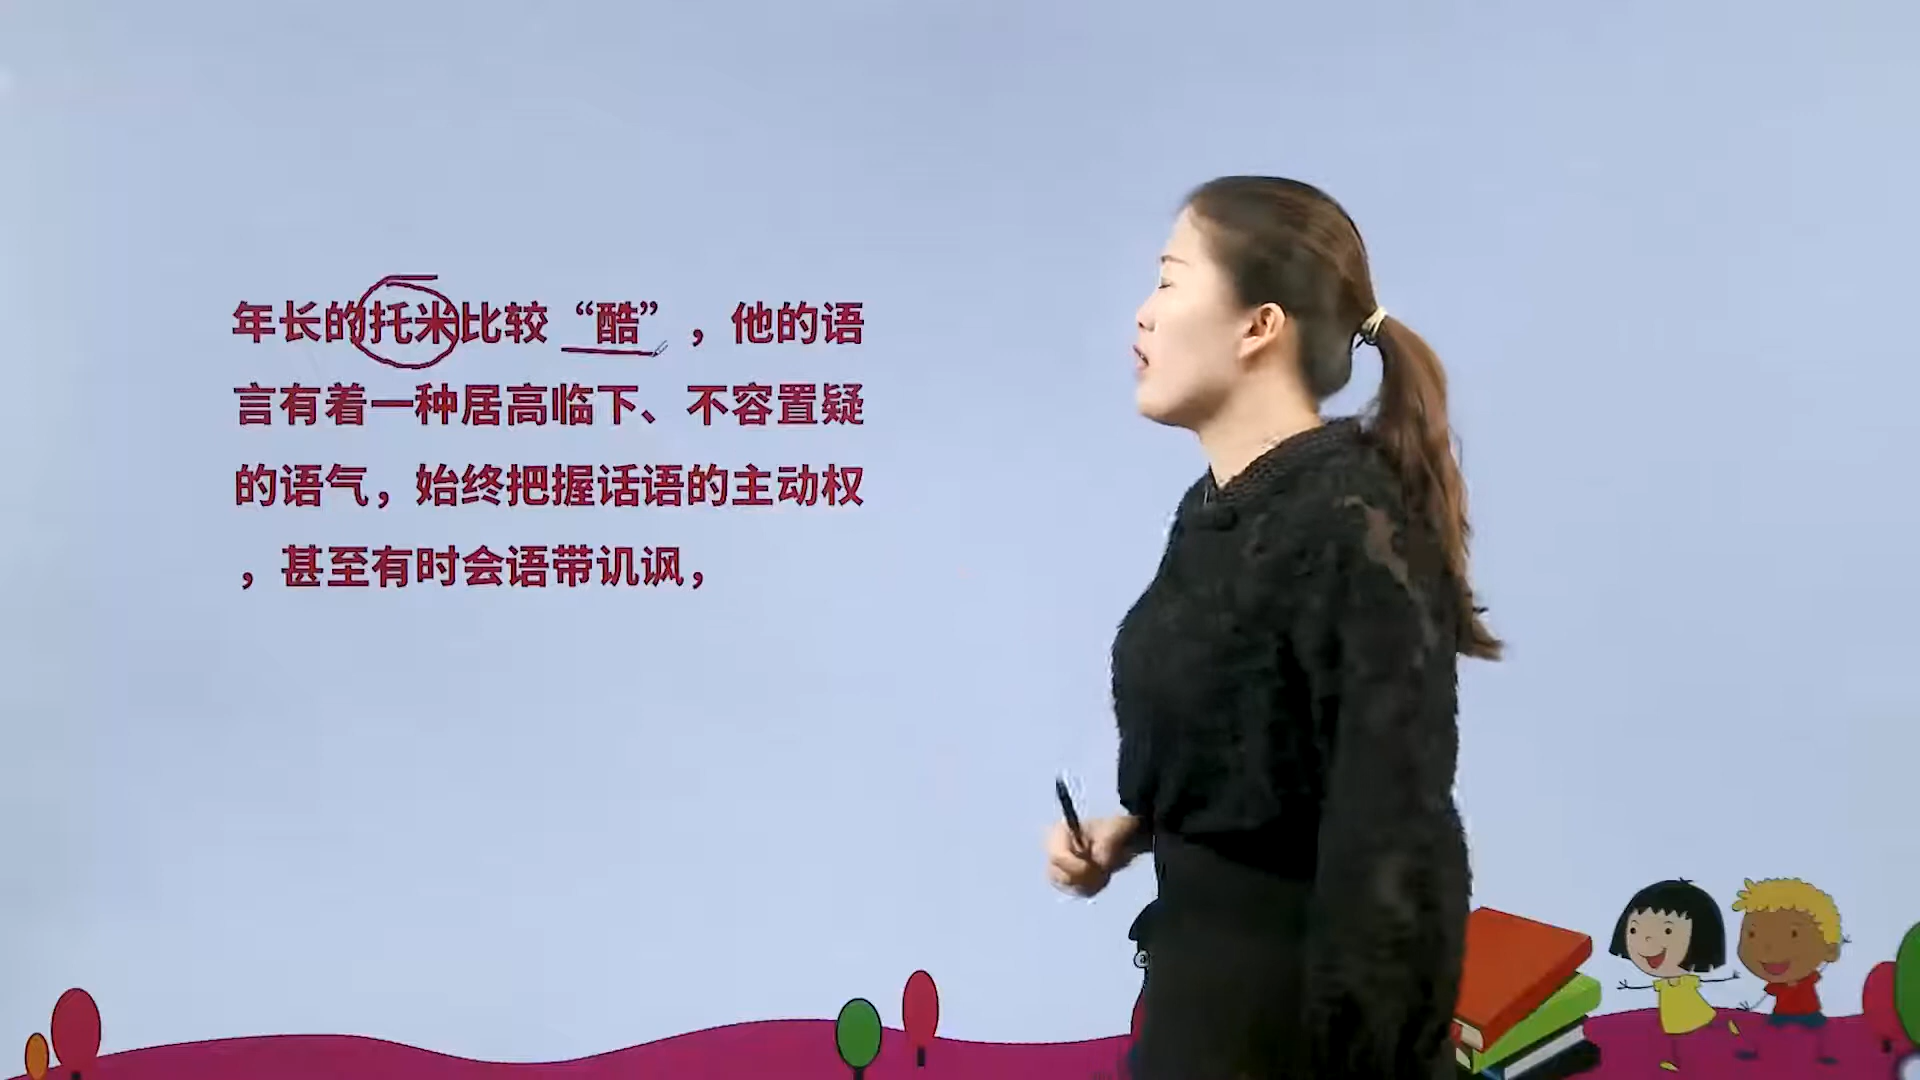 年长的托米比较“酷”，他的语
言有着一种居高临下、不容置疑
的语气，始终把握话语的主动权
，甚至有时会语带讥讽，